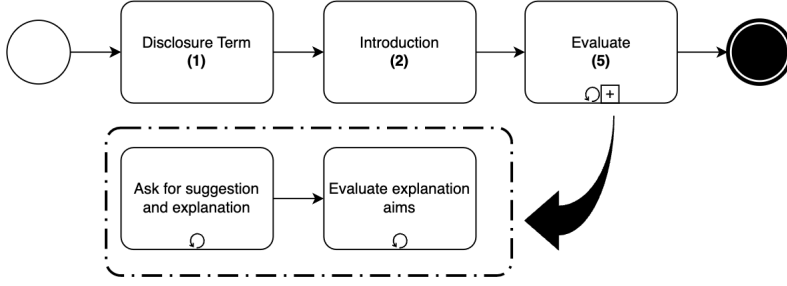 Disclosure Term
(1)
Introduction
(2)
Evaluate
(5)
+
Ask for suggestion
and explanation
Evaluate explanation
aims